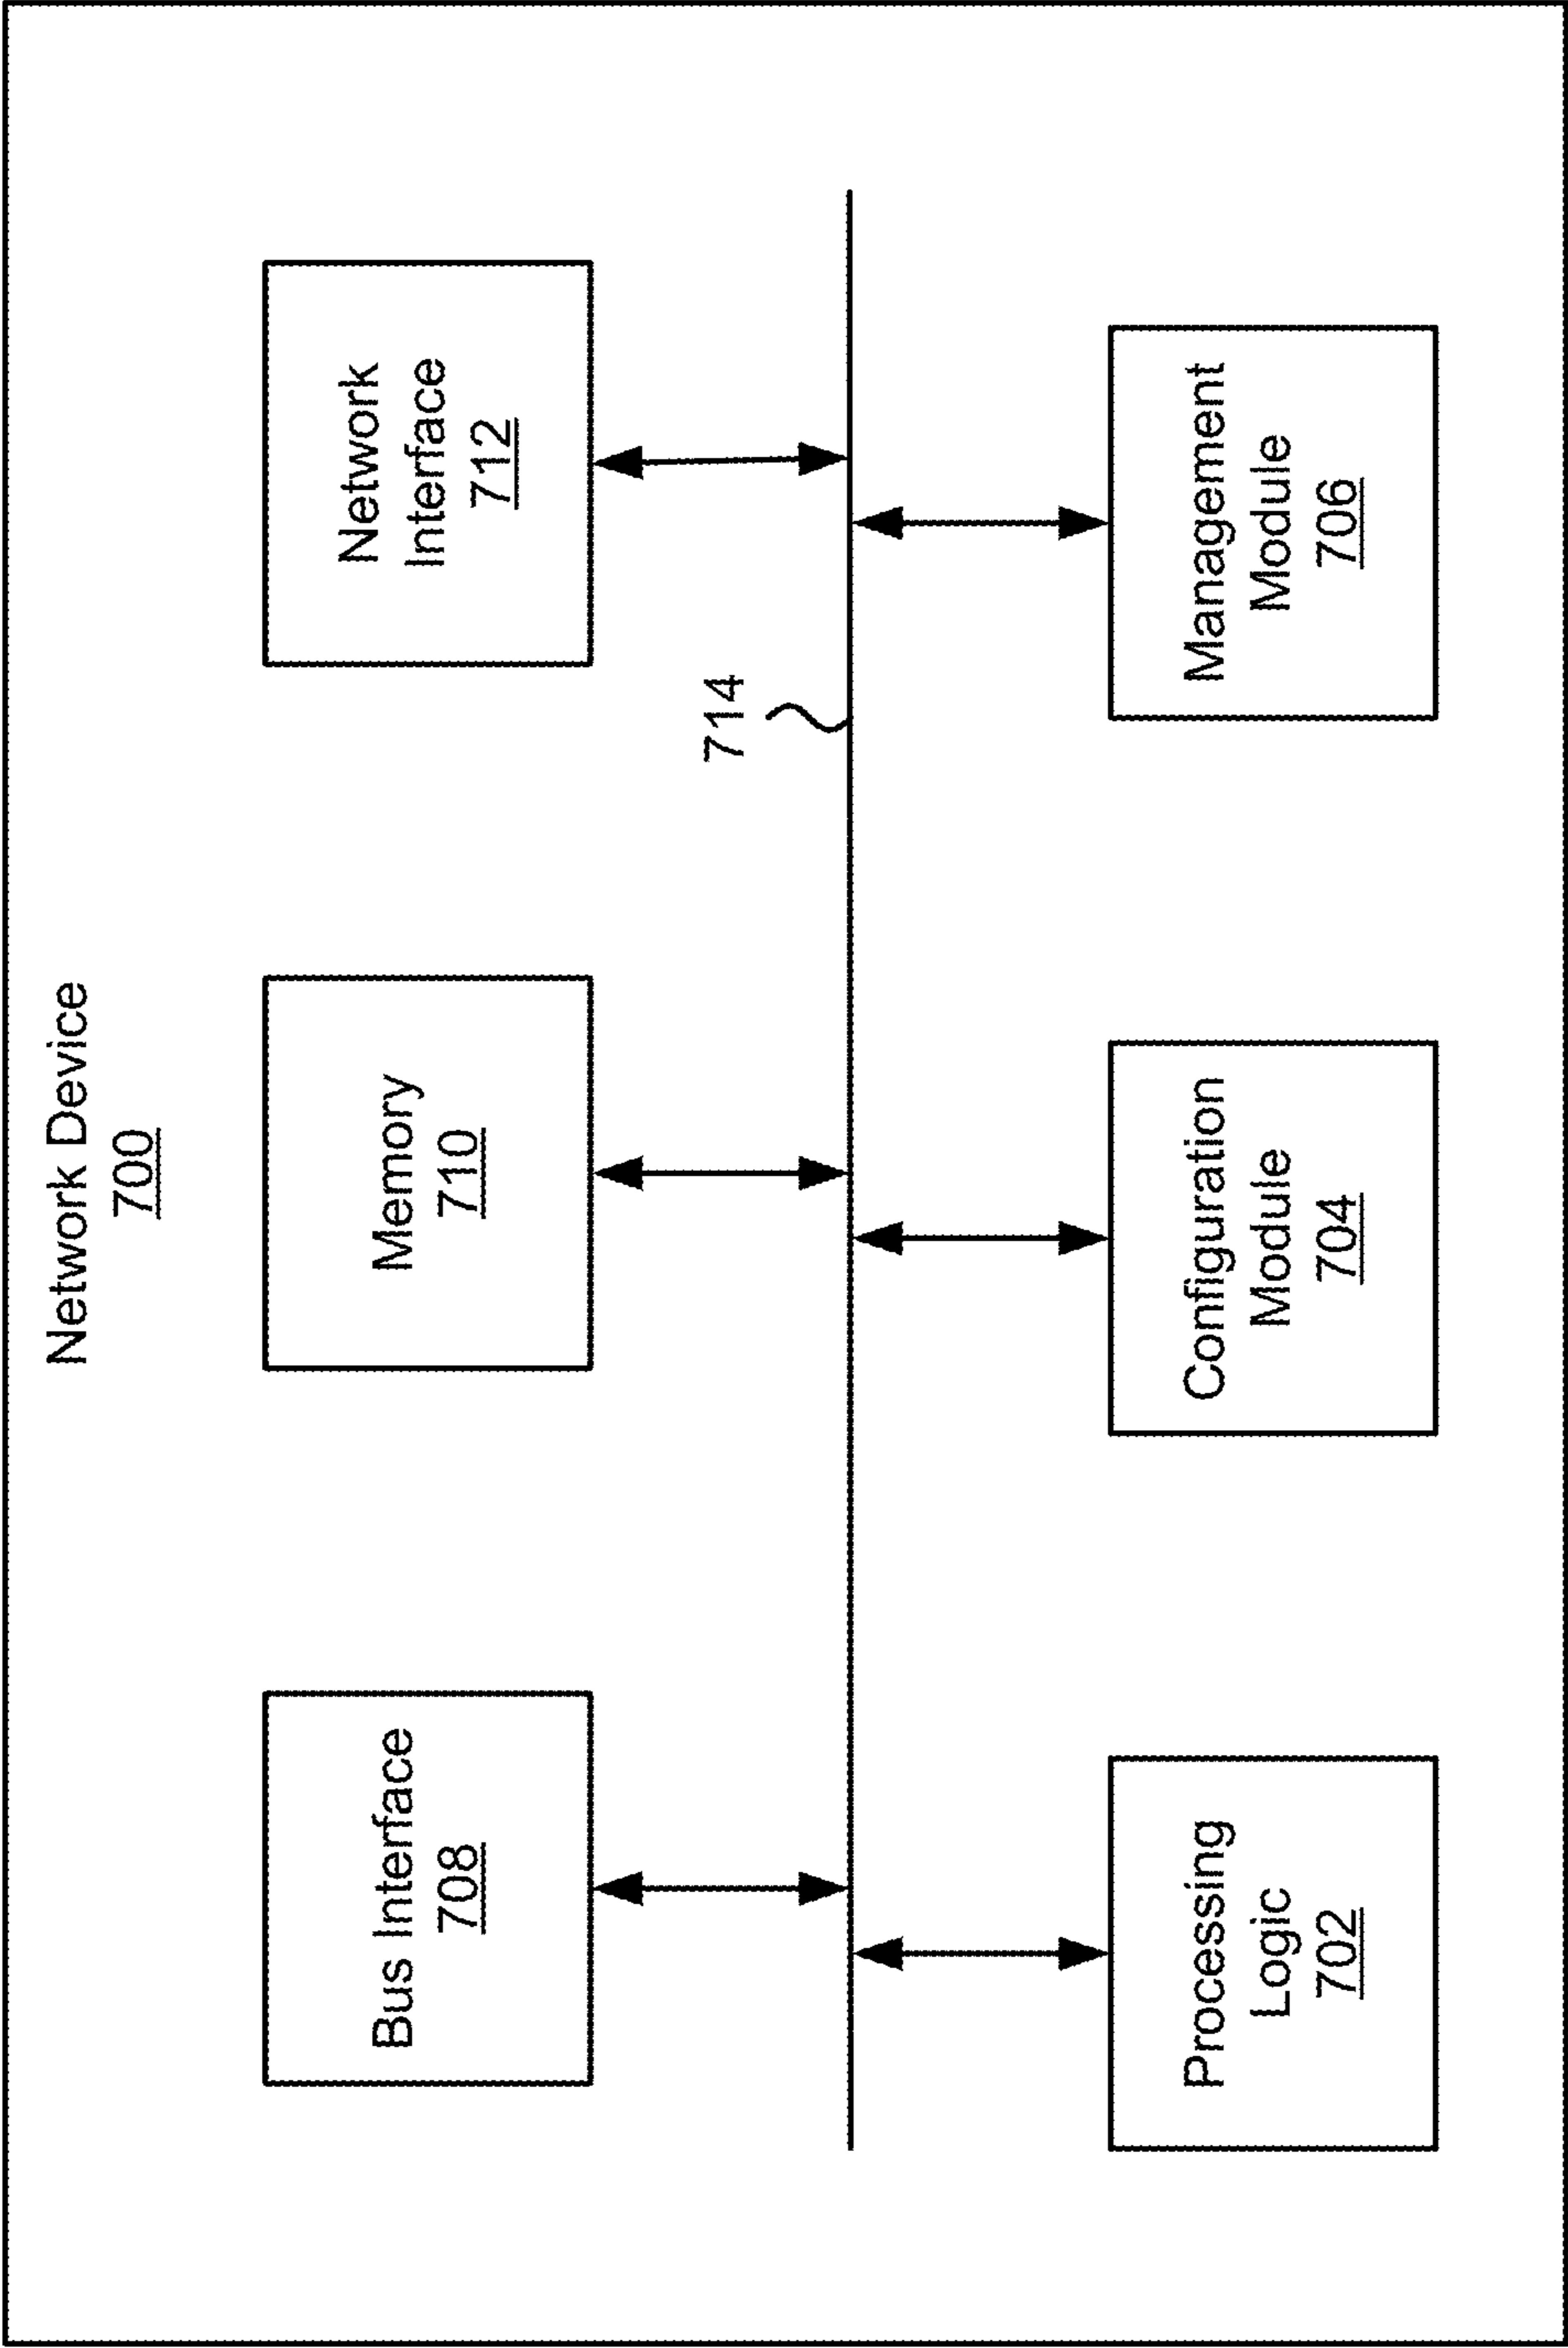 Network Device
700
Bus Interface
708
Memory
710
Network
Interface
712
714
Processing
Logic
702
Configuration
Module
704
Management
Module
706